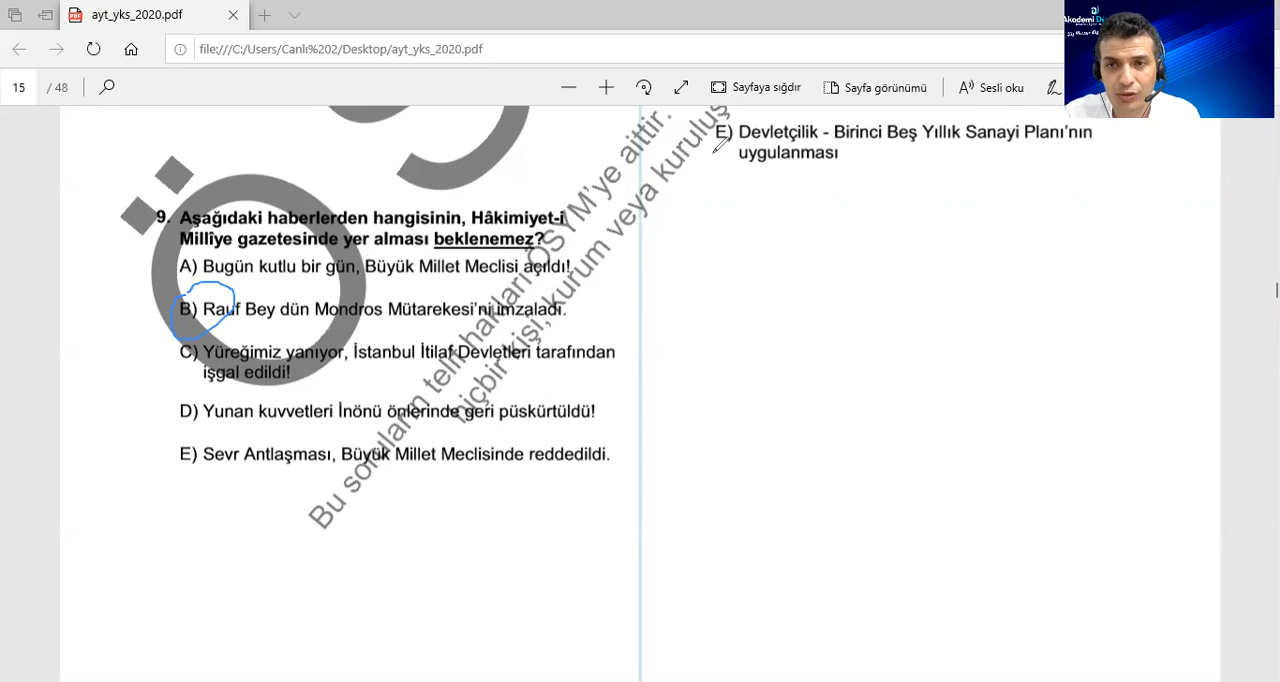 ayt_yks_2020.pdf
file:///C:/Users/Canlı%202/Desktop/ayt_yks_2020.pdf
15 / 48
Sayfaya sığdır
Sayfa görünümü
Sesli oku
Akademi
9. Aşağıdaki haberlerden hangisinin, Hâkimiyet-i
Millîye gazetesinde yer alması beklenemez?
A) Bugün kutlu bir gün, Büyük Millet Meclisi açıldı!
B) Rauf Bey dün Mondros Mütarekesi'ni imzaladı.
C) Yüreğimiz yanıyor, İstanbul İtilaf Devletleri tarafından
işgal edildi!
D) Yunan kuvvetleri İnönü önlerinde geri püskürtüldü!
E) Sevr Antlaşması, Büyük Millet Meclisinde reddedildi.
E) Devletçilik - Birinci Beş Yıllık Sanayi Planı'nın
uygulanması
Bu soruların telif hakları ÖSYM'ye aittir.
hiçbir kişi, kurum veya kuruluş